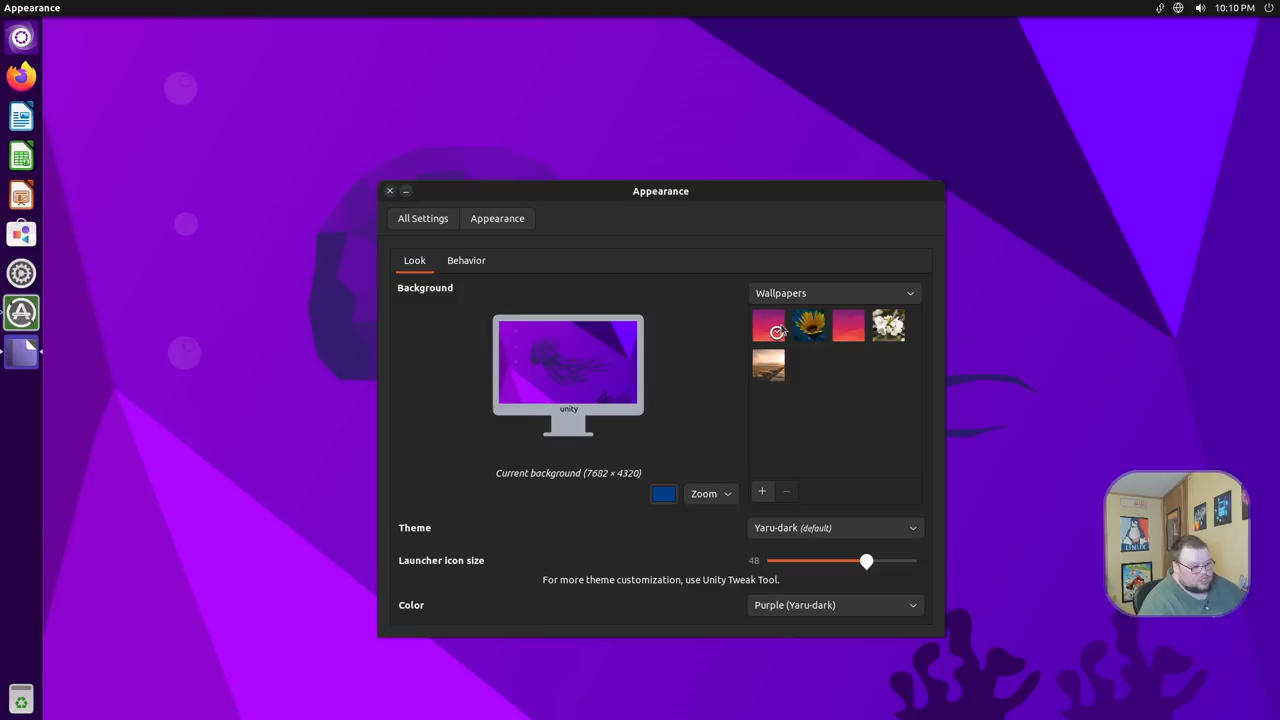 Appearance
10:10 PM
Appearance
All Settings
Appearance
Look
Behavior
Background
Wallpapers
unity
Current background (7682 × 4320)
Zoom
Theme
Yaru-dark (default)
Launcher icon size
48
For more theme customization, use Unity Tweak Tool.
Color
Purple (Yaru-dark)